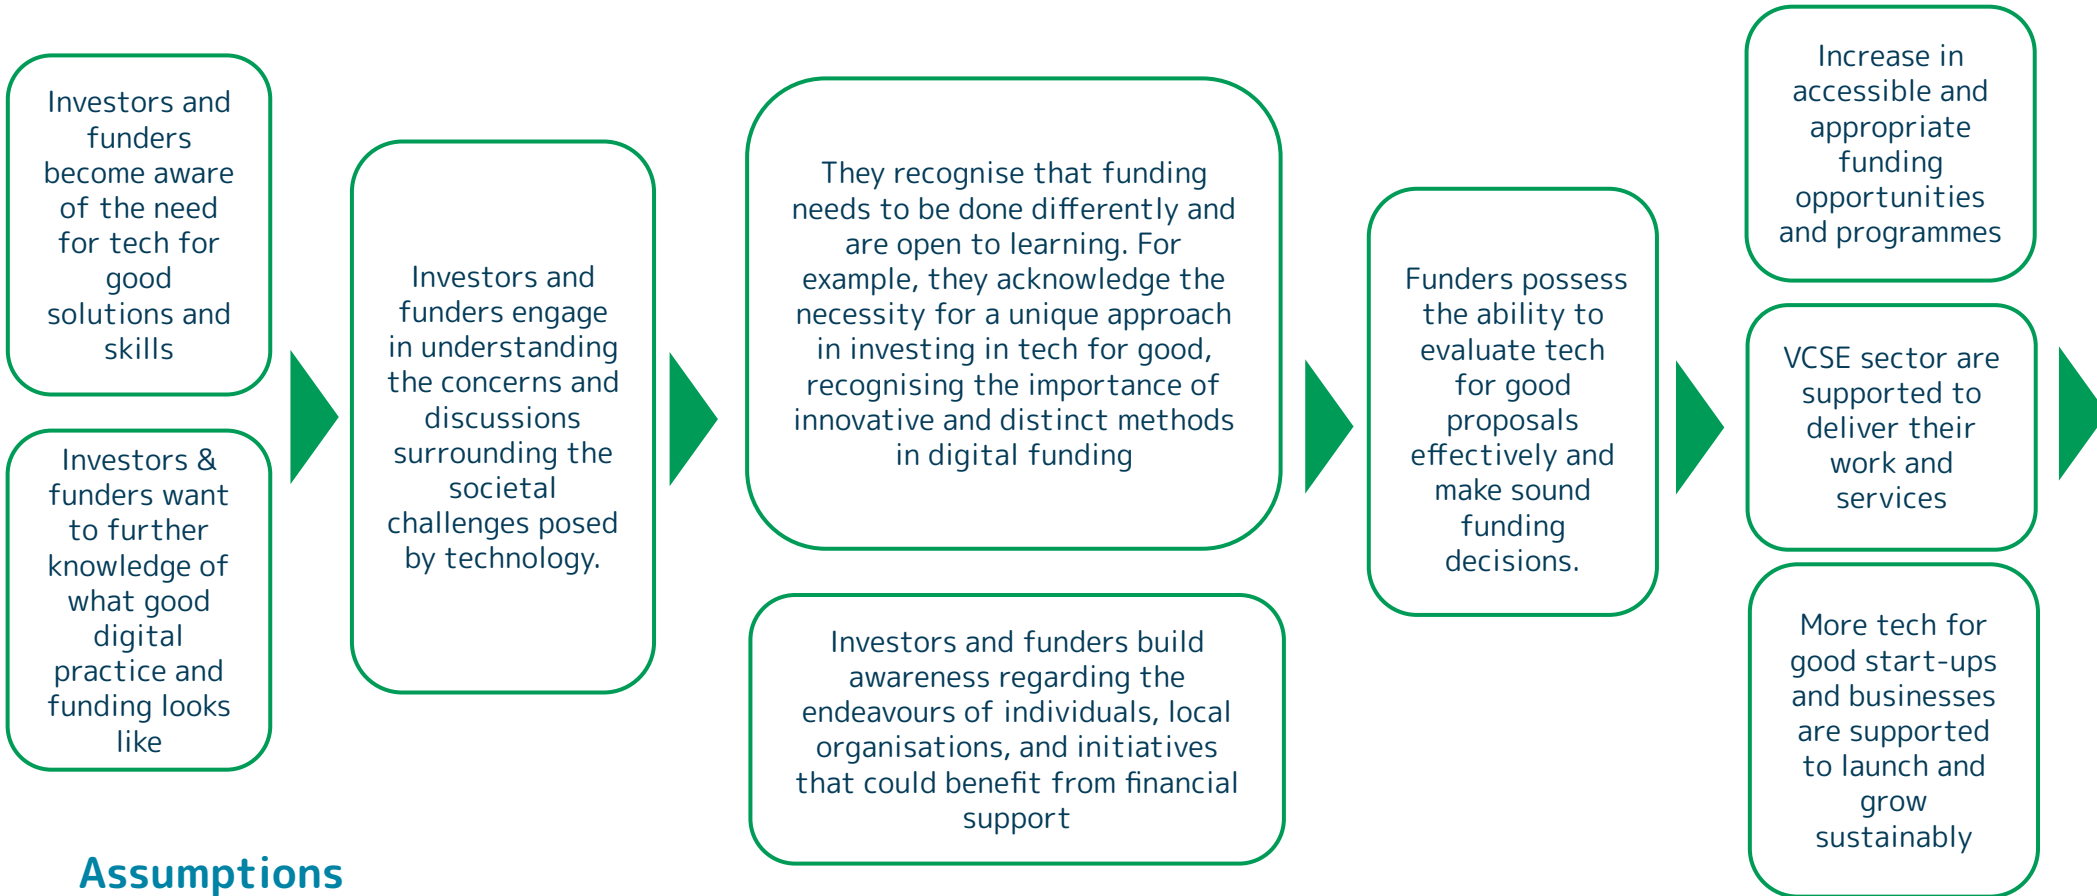 Investors and
funders
become aware
of the need
for tech for
good
solutions and
skills
Investors &
funders want
to further
knowledge of
what good
digital
practice and
funding looks
like
Investors and
funders engage
in understanding
the concerns and
discussions
surrounding the
societal
challenges posed
by technology.
They recognise that funding
needs to be done differently and
are open to learning. For
example, they acknowledge the
necessity for a unique approach
in investing in tech for good,
recognising the importance of
innovative and distinct methods
in digital funding
Investors and funders build
awareness regarding the
endeavours of individuals, local
organisations, and initiatives
that could benefit from financial
support
Funders possess
the ability to
evaluate tech
for good
proposals
effectively and
make sound
funding
decisions.
Increase in
accessible and
appropriate
funding
opportunities
and programmes
VCSE sector are
supported to
deliver their
work and
services
More tech for
good start-ups
and businesses
are supported
to launch and
grow
sustainably
Assumptions